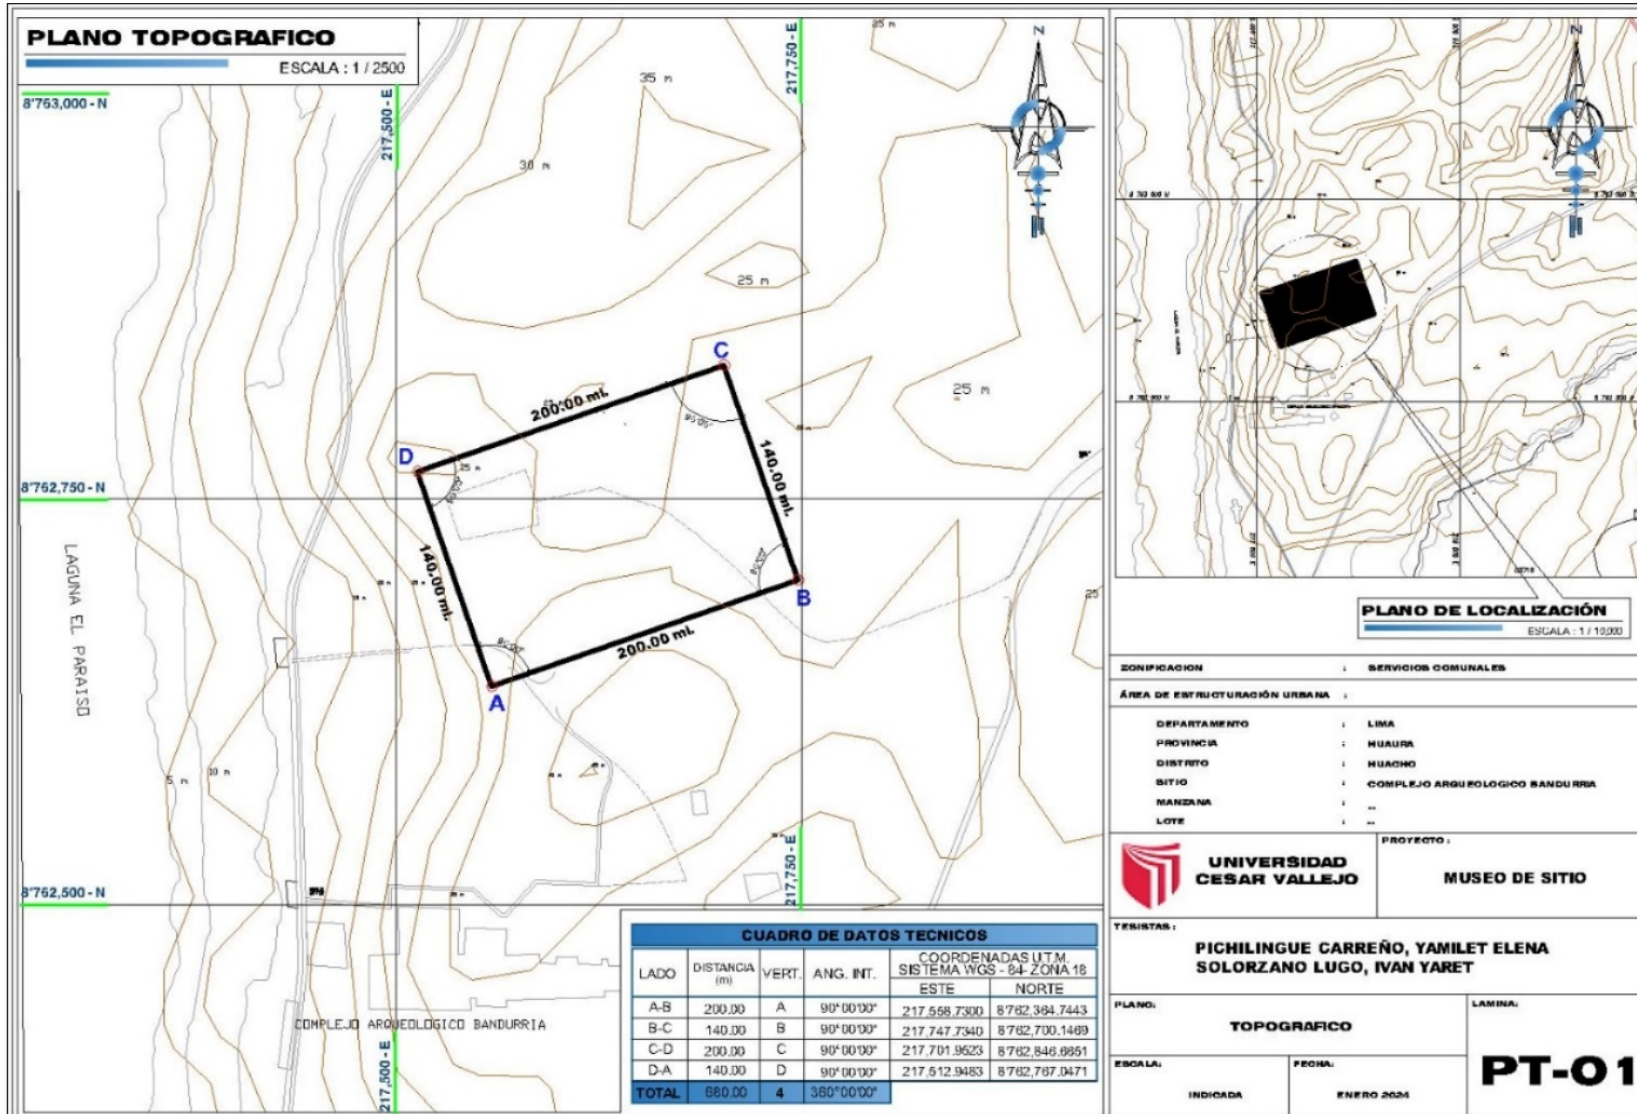 PLANO TOPOGRAFICO
ESCALA : 1 / 2500
8'763,000 - N
217,500 - E
217,750 - E
35 m
35 m
30 m
25 m
25 m
C
200.00 ml.
D
25 m
140.00 ml.
8'762,750 - N
140.00 ml.
B
200.00 ml.
A
25
LAGUNA EL PARAISO
5 m
10 m
8'762,500 - N
217,750 - E
COMPLEJO ARQUEOLOGICO BANDURRIA
217,500 - E
CUADRO DE DATOS TECNICOS
LADO DISTANCIA (m) VERT. ANG. INT. COORDENADAS U.T.M. SISTEMA WGS - 84- ZONA 18
ESTE NORTE
A-B 200.00 A 90°00'00" 217,558.7300 8'762,364.7443
B-C 140.00 B 90°00'00" 217,747.7340 8'762,700.1469
C-D 200.00 C 90°00'00" 217,701.9523 8'762,846.6651
D-A 140.00 D 90°00'00" 217,512.9483 8'762,767.0471
TOTAL 680.00 4 360°00'00"
N
N
PLANO DE LOCALIZACIÓN
ESCALA : 1 / 10,000
ZONIFICACION : SERVICIOS COMUNALES
ÁREA DE ESTRUCTURACIÓN URBANA :
DEPARTAMENTO : LIMA
PROVINCIA : HUAURA
DISTRITO : HUACHO
SITIO : COMPLEJO ARQUEOLOGICO BANDURRIA
MANZANA : --
LOTE : --
UNIVERSIDAD
CESAR VALLEJO
PROYECTO :
MUSEO DE SITIO
TESISTAS :
PICHILINGUE CARREÑO, YAMILET ELENA
SOLORZANO LUGO, IVAN YARET
PLANO:
TOPOGRAFICO
LAMINA:
PT-01
ESCALA:
INDICADA
FECHA:
ENERO 2024